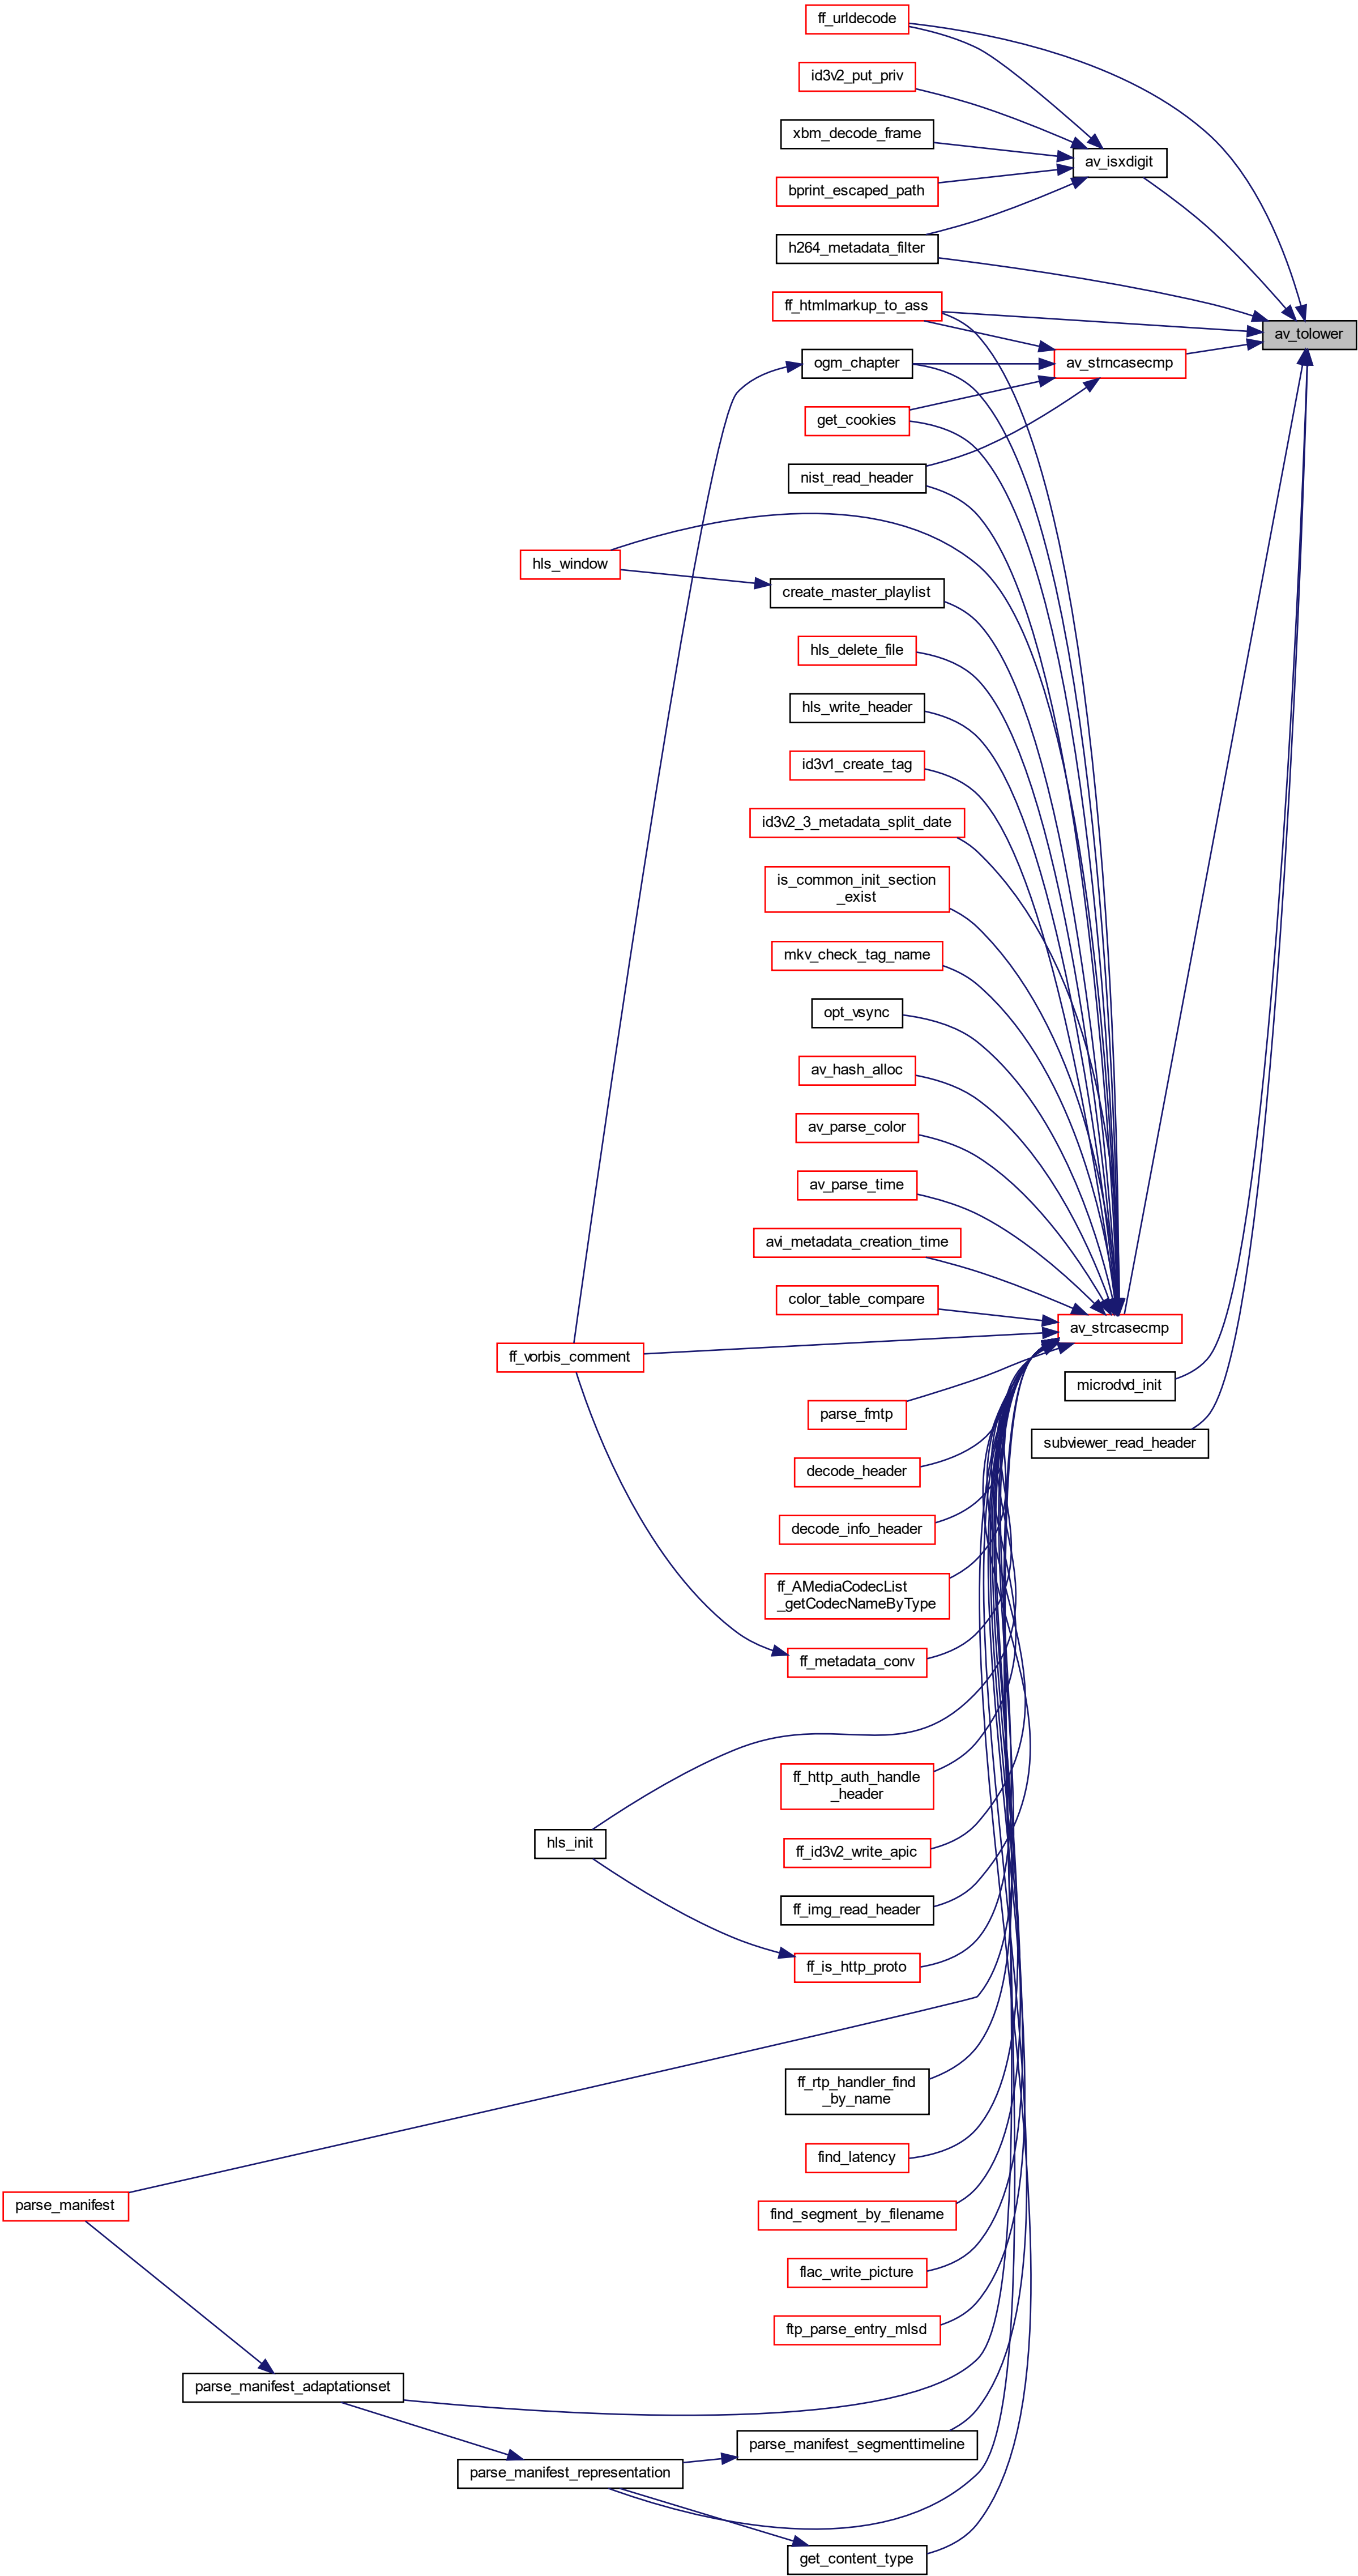 ff_urldecode
id3v2_put_priv
xbm_decode_frame
av_isxdigit
bprint_escaped_path
h264_metadata_filter
ff_htmlmarkup_to_ass
av_tolower
ogm_chapter
av_strncasecmp
get_cookies
nist_read_header
hls_window
create_master_playlist
hls_delete_file
hls_write_header
id3v1_create_tag
id3v2_3_metadata_split_date
is_common_init_section
_exist
mkv_check_tag_name
opt_vsync
av_hash_alloc
av_parse_color
av_parse_time
avi_metadata_creation_time
color_table_compare
av_strcasecmp
ff_vorbis_comment
microdvd_init
parse_fmtp
subviewer_read_header
decode_header
decode_info_header
ff_AMediaCodecList
_getCodecNameByType
ff_metadata_conv
ff_http_auth_handle
_header
hls_init
ff_id3v2_write_apic
ff_img_read_header
ff_is_http_proto
ff_rtp_handler_find
_by_name
find_latency
parse_manifest
find_segment_by_filename
flac_write_picture
ftp_parse_entry_mlsd
parse_manifest_adaptationset
parse_manifest_segmenttimeline
parse_manifest_representation
get_content_type